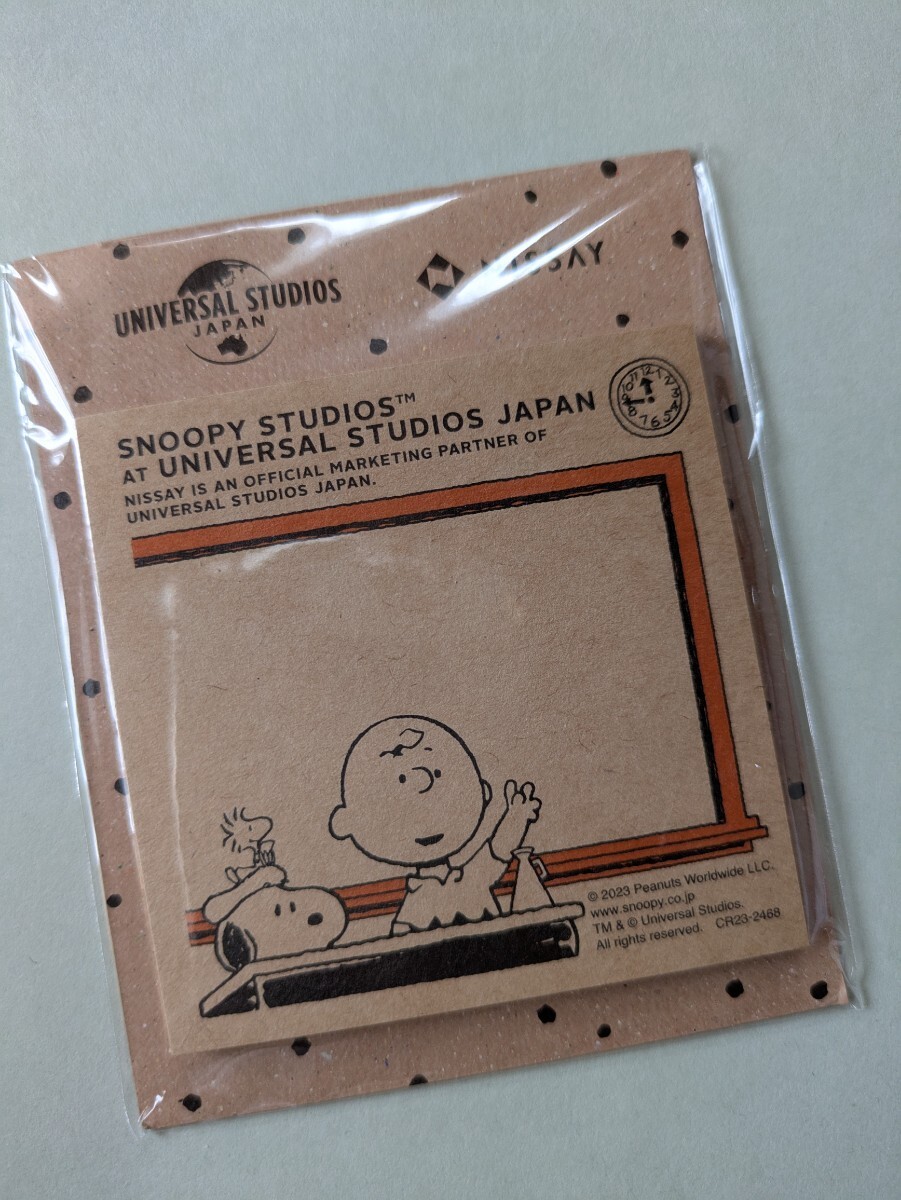 UNIVERSAL STUDIOS
JAPAN
NISSAY
SNOOPY STUDIOS™
AT UNIVERSAL STUDIOS JAPAN
NISSAY IS AN OFFICIAL MARKETING PARTNER OF
UNIVERSAL STUDIOS JAPAN.
© 2023 Peanuts Worldwide LLC.
www.snoopy.co.jp
TM & © Universal Studios.
All rights reserved. CR23-2468